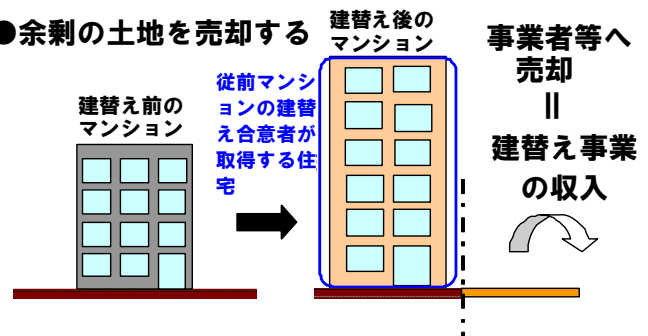 ●余剰の土地を売却する
建替え後の
マンション
事業者等へ
売却
॥
建替え事業
の収入
従前マンシ
ョンの建替
え合意者が
取得する住
宅
建替え前の
マンション